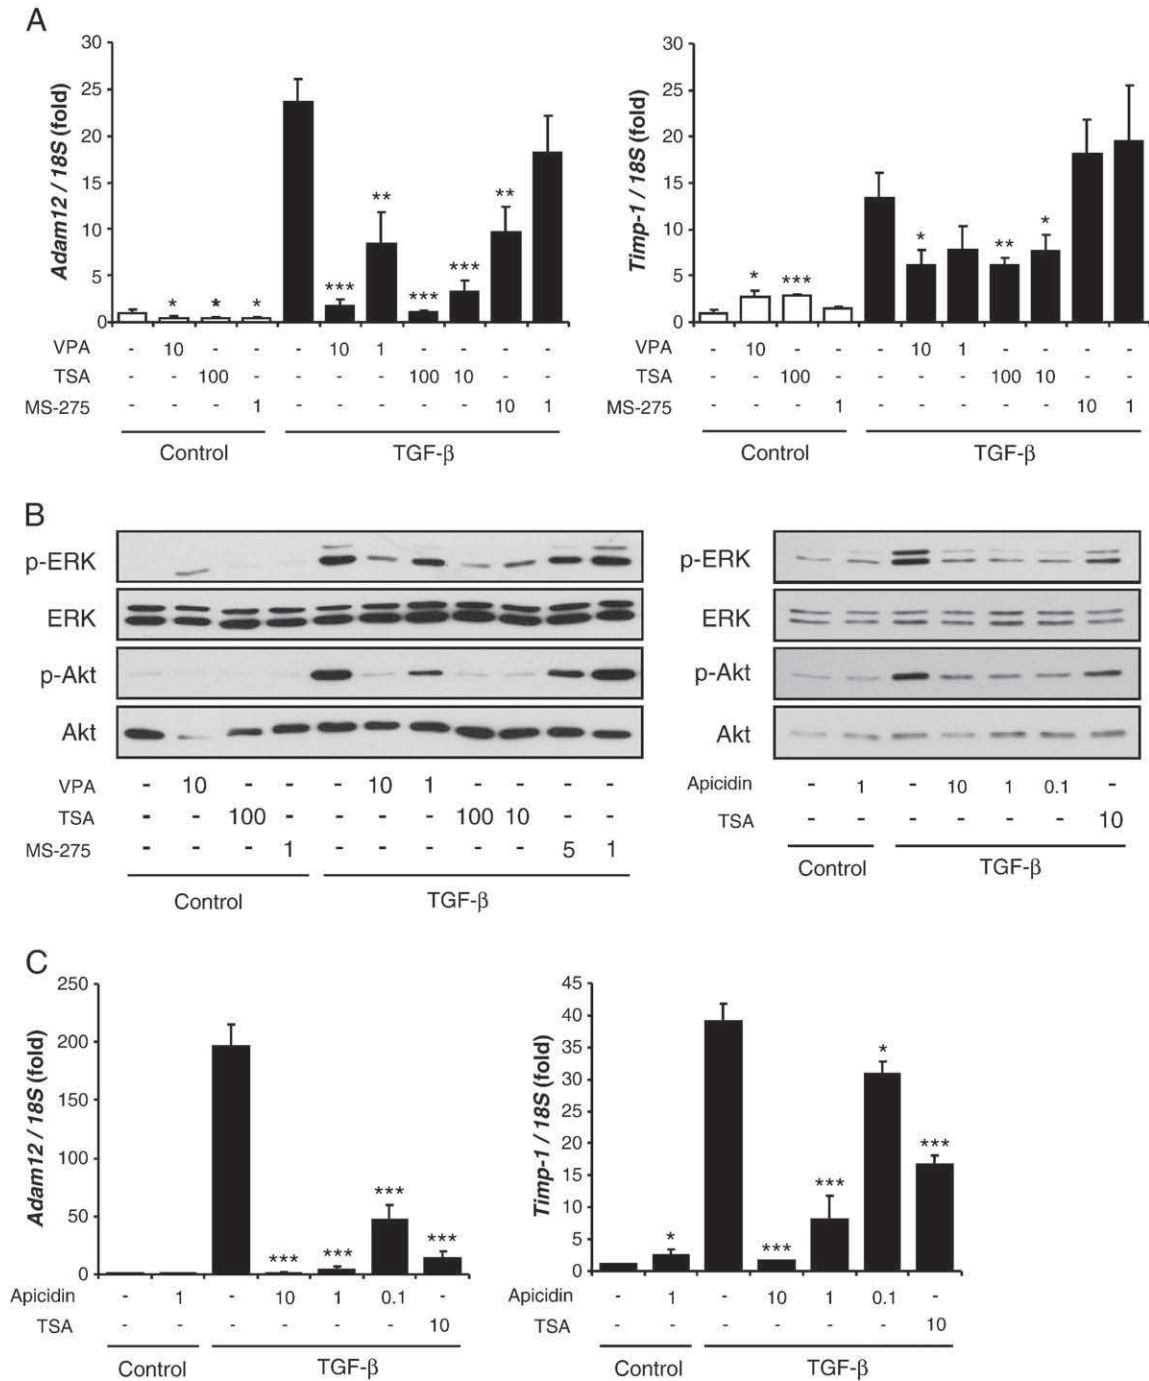 A
Adam12 / 18S (fold)
30
25
20
15
10
5
0
* * * *** ** *** *** **
VPA - 10 - - - 10 1 - - - -
TSA - - 100 - - - - 100 10 - -
MS-275 - - - 1 - - - - - 10 1
Control TGF-β
Timp-1 / 18S (fold)
30
25
20
15
10
5
0
* *** * ** *
VPA - 10 - - - 10 1 - - - -
TSA - - 100 - - - - 100 10 - -
MS-275 - - - 1 - - - - - 10 1
Control TGF-β
B
p-ERK
ERK
p-Akt
Akt
VPA - 10 - - - 10 1 - - - -
TSA - - 100 - - - - 100 10 - -
MS-275 - - - 1 - - - - - 5 1
Control TGF-β
p-ERK
ERK
p-Akt
Akt
Apicidin - 1 - 10 1 0.1 -
TSA - - - - - - 10
Control TGF-β
C
Adam12 / 18S (fold)
250
200
150
100
50
0
*** *** *** ***
Apicidin - 1 - 10 1 0.1 -
TSA - - - - - - 10
Control TGF-β
Timp-1 / 18S (fold)
45
40
35
30
25
20
15
10
5
0
* *** *** * ***
Apicidin - 1 - 10 1 0.1 -
TSA - - - - - - 10
Control TGF-β